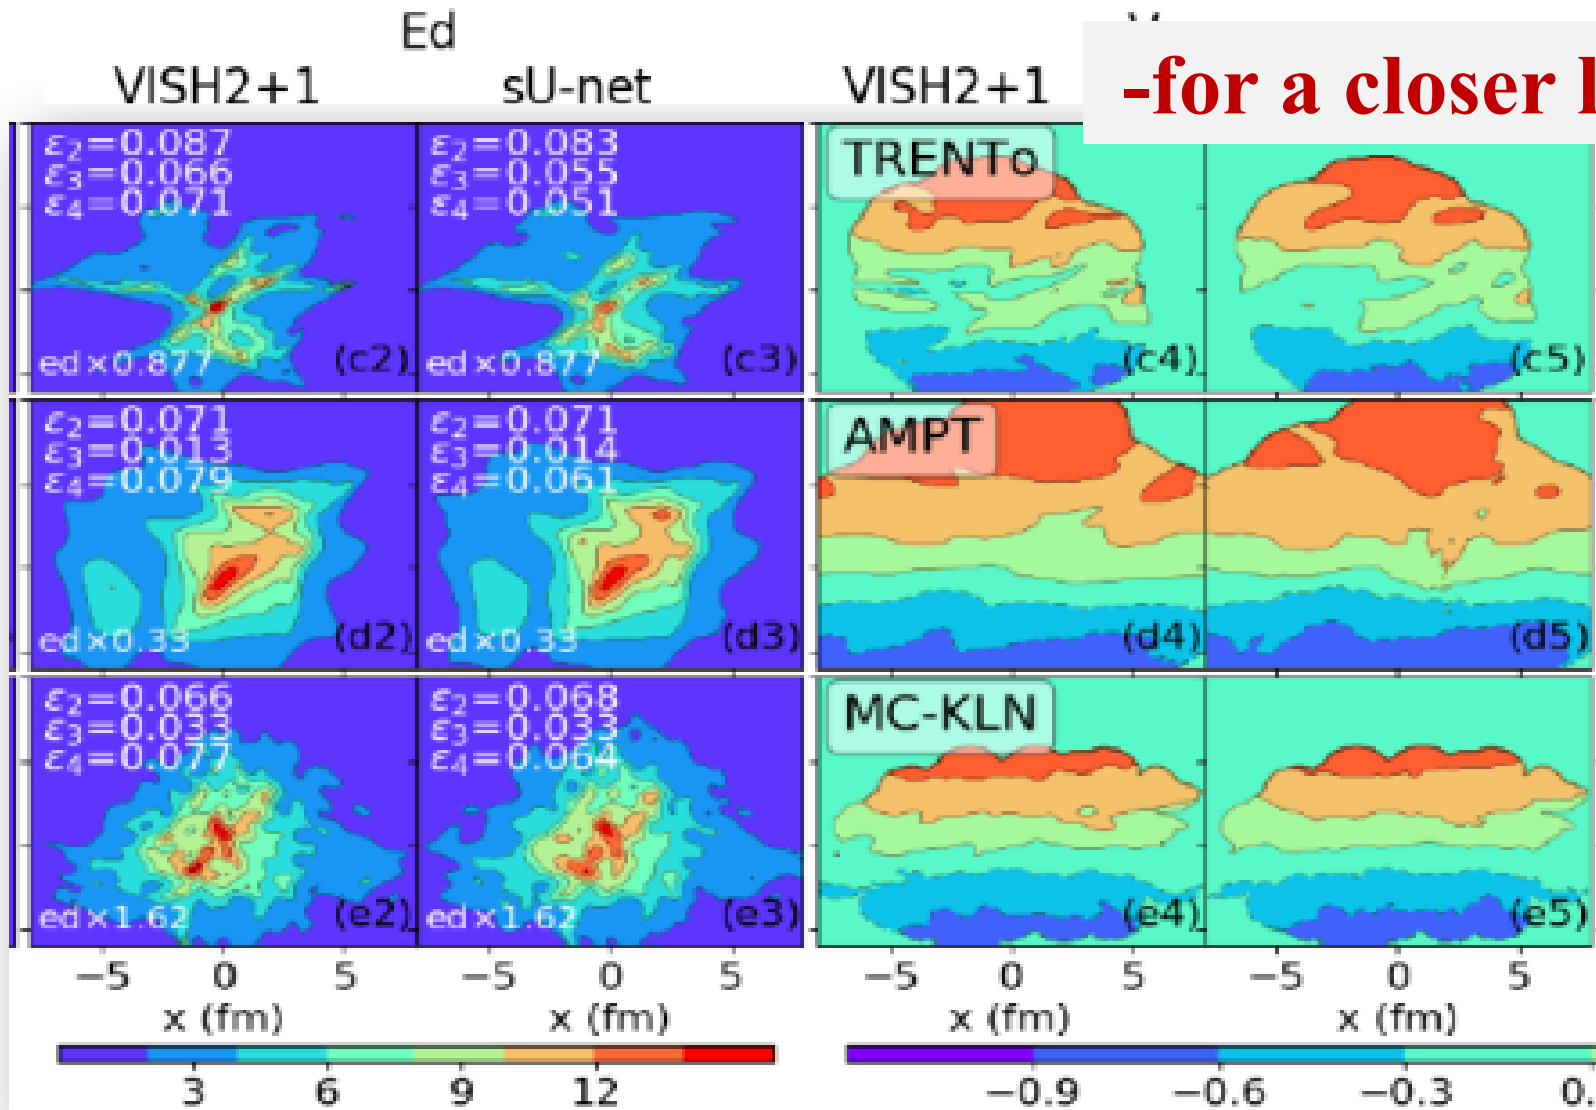 Ed
-for a closer
VISH2+1 sU-net VISH2+1
ε₂=0.087
ε₃=0.066
ε₄=0.071
ed×0.877 (c2)
ε₂=0.083
ε₃=0.055
ε₄=0.051
ed×0.877 (c3)
TRENTo
(c4)
(c5)
ε₂=0.071
ε₃=0.013
ε₄=0.079
ed×0.33 (d2)
ε₂=0.071
ε₃=0.014
ε₄=0.061
ed×0.33 (d3)
AMPT
(d4)
(d5)
ε₂=0.066
ε₃=0.033
ε₄=0.077
ed×1.62 (e2)
ε₂=0.068
ε₃=0.033
ε₄=0.064
ed×1.62 (e3)
MC-KLN
(e4)
(e5)
−5 0 5 −5 0 5 −5 0 5 −5 0 5
x (fm) x (fm) x (fm) x (fm)
3 6 9 12 −0.9 −0.6 −0.3